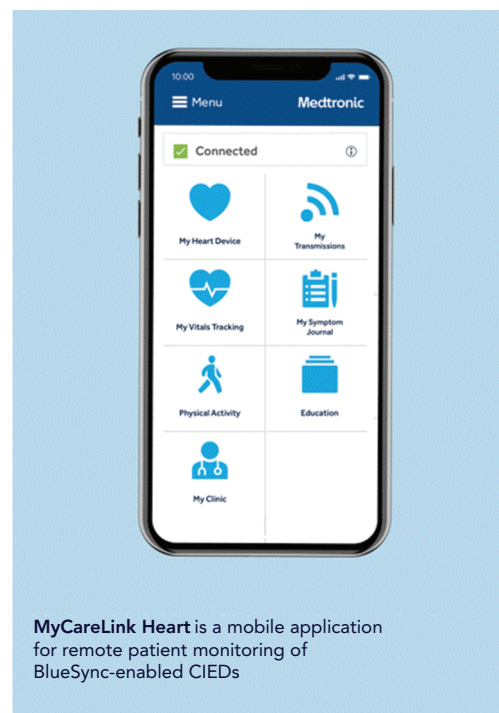 10:00
Menu
Medtronic
Connected
My Heart Device
My
Transmissions
My Vitals Tracking
My Symptom
Journal
Physical Activity
Education
My Clinic
MyCareLink Heart is a mobile application
for remote patient monitoring of
BlueSync-enabled CIEDs